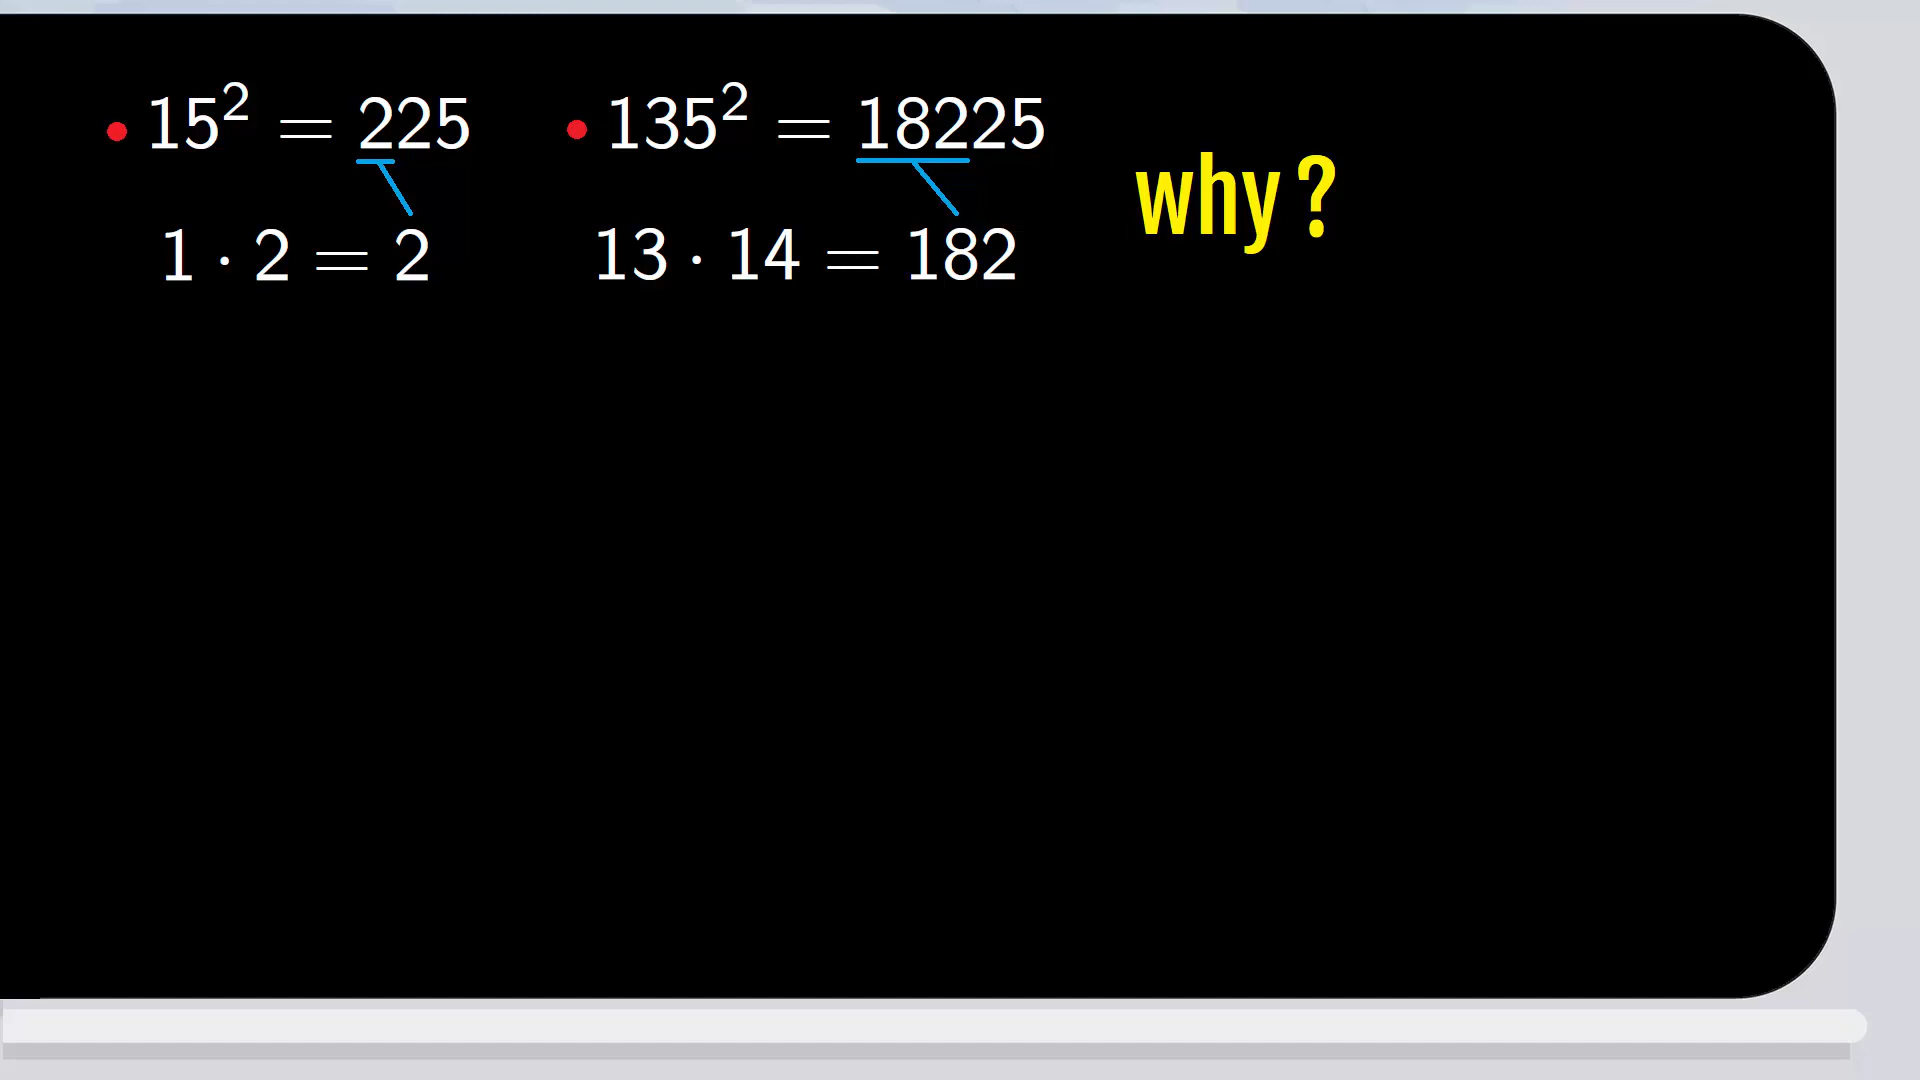 • 15² = 225
• 135² = 18225
why?
1 · 2 = 2
13 · 14 = 182